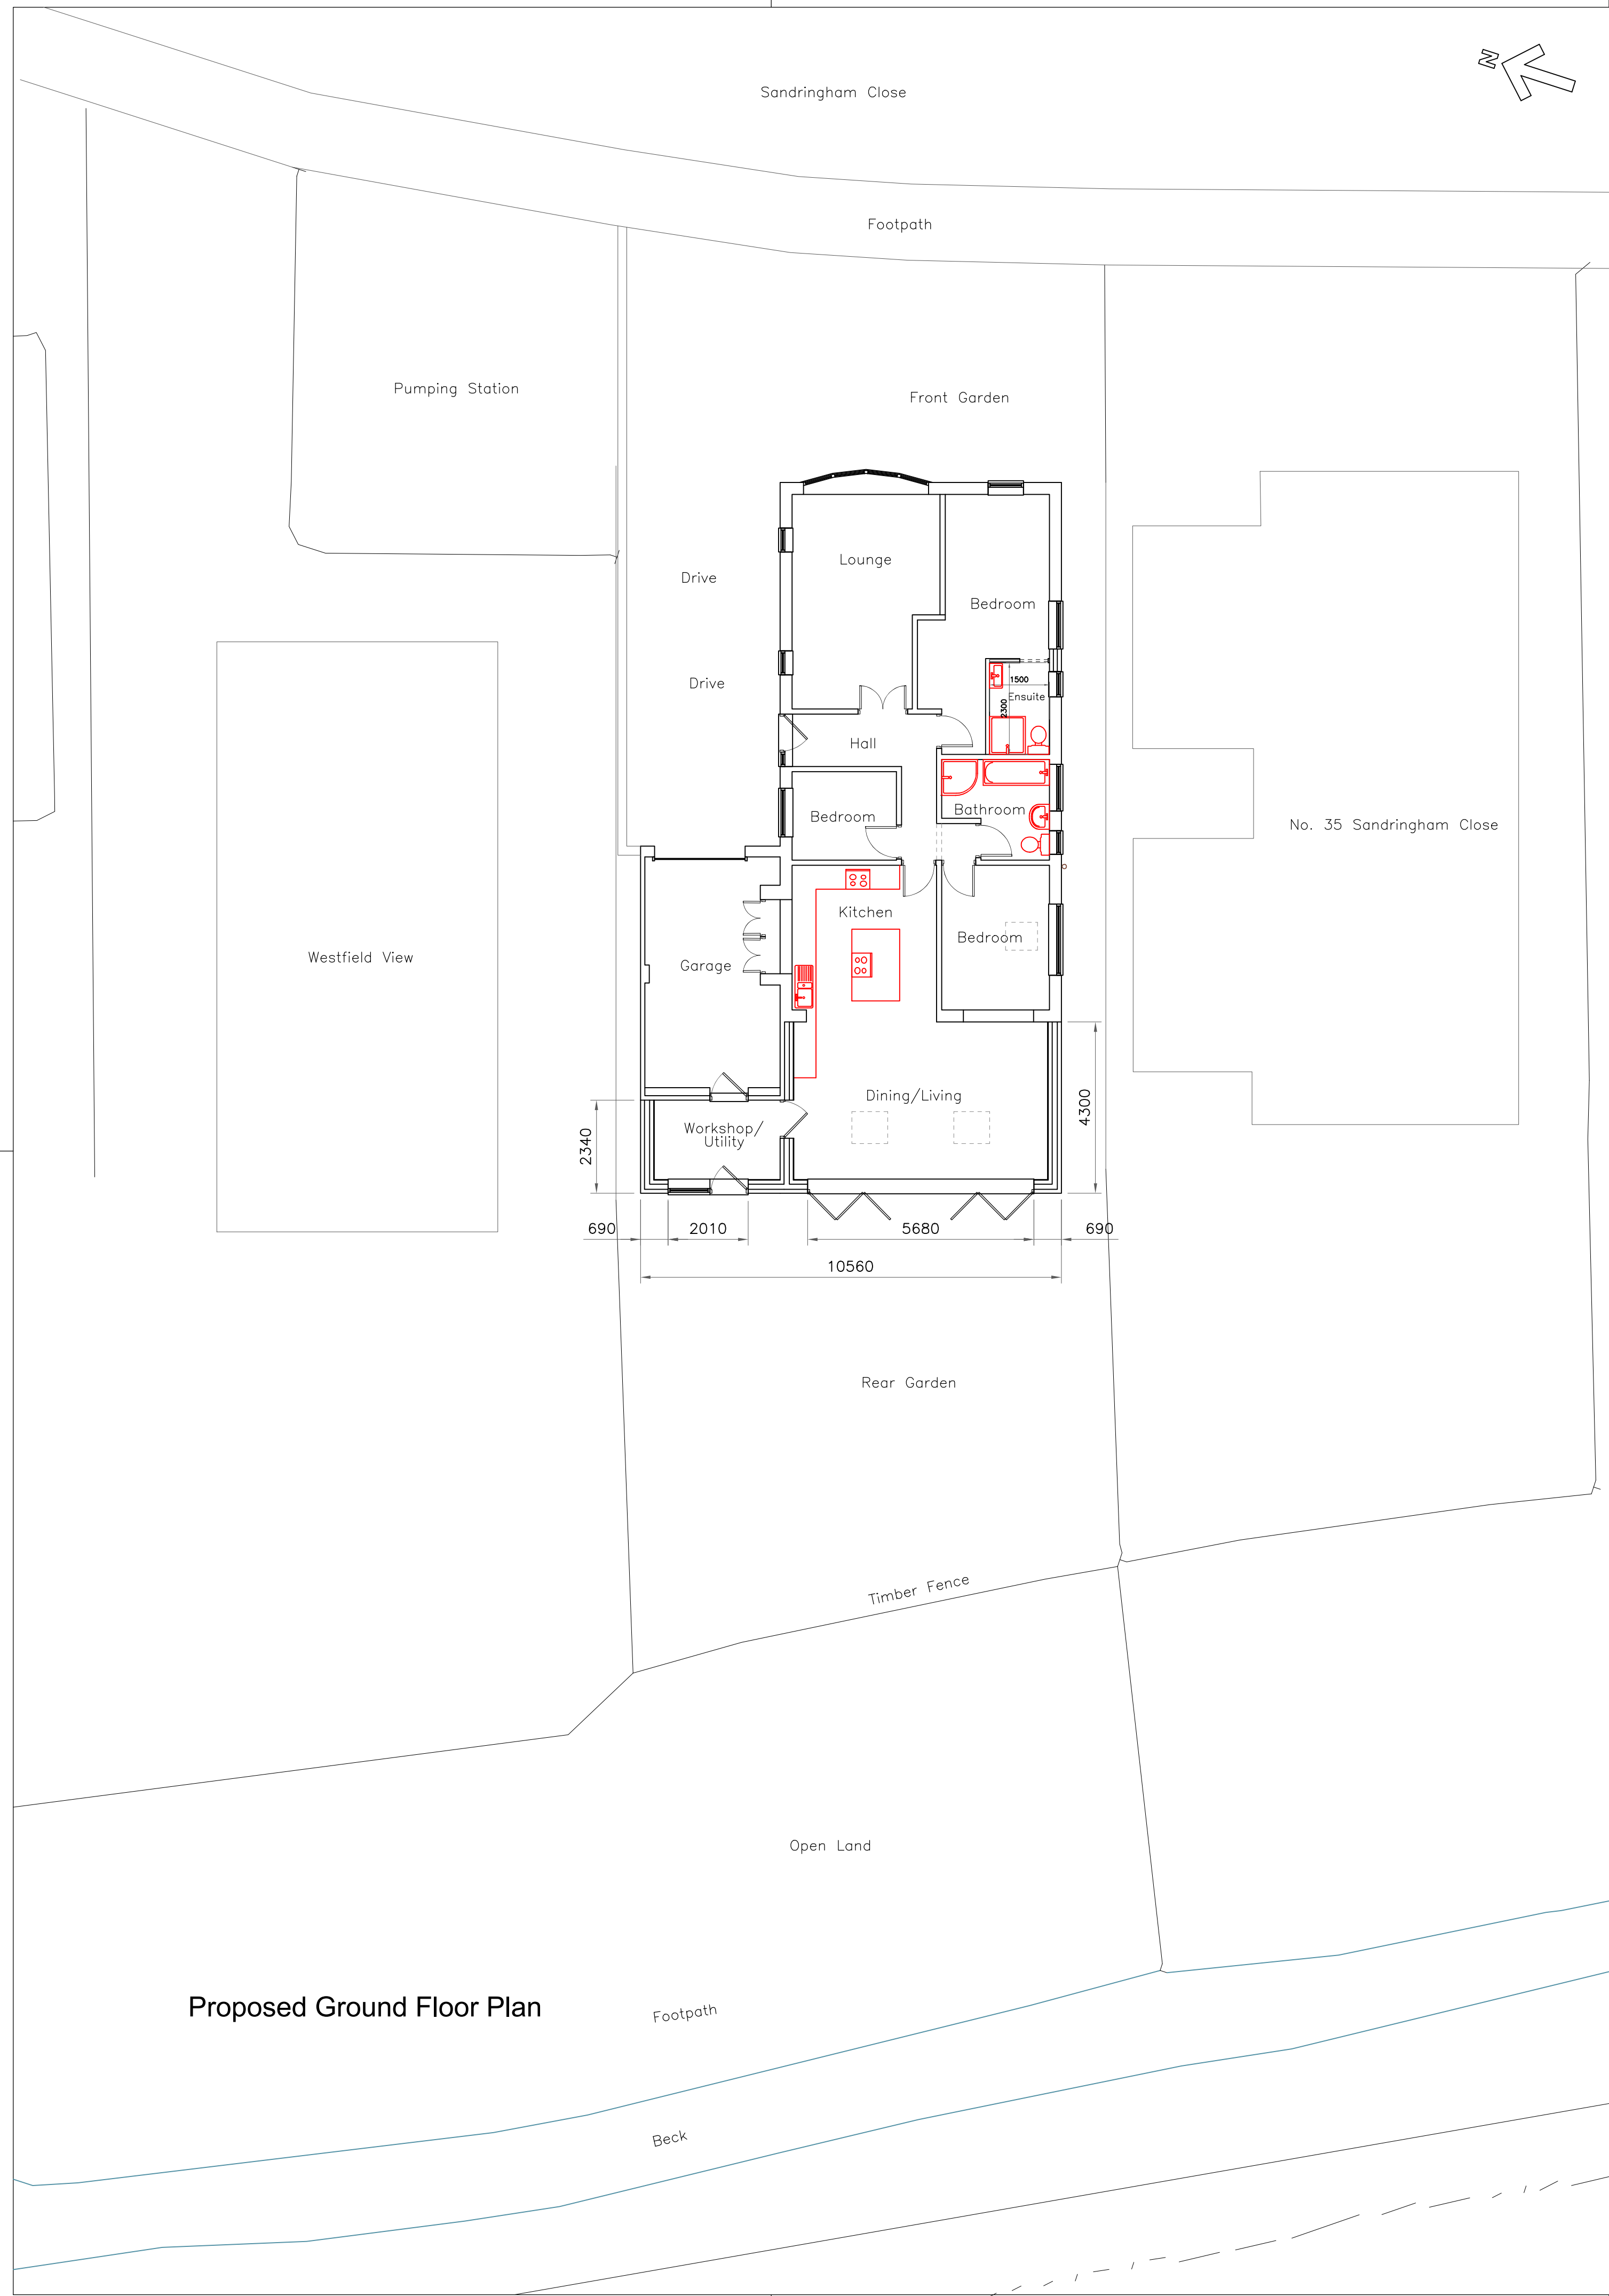 N
Sandringham Close
Footpath
Pumping Station
Front Garden
Lounge
Drive
Bedroom
1500
Ensuite
2300
Drive
Hall
Bedroom
Bathroom
No. 35 Sandringham Close
Kitchen
Bedroom
Westfield View
Garage
Dining/Living
4300
Workshop/
Utility
2340
690
2010
5680
690
10560
Rear Garden
Timber Fence
Open Land
Proposed Ground Floor Plan
Footpath
Beck